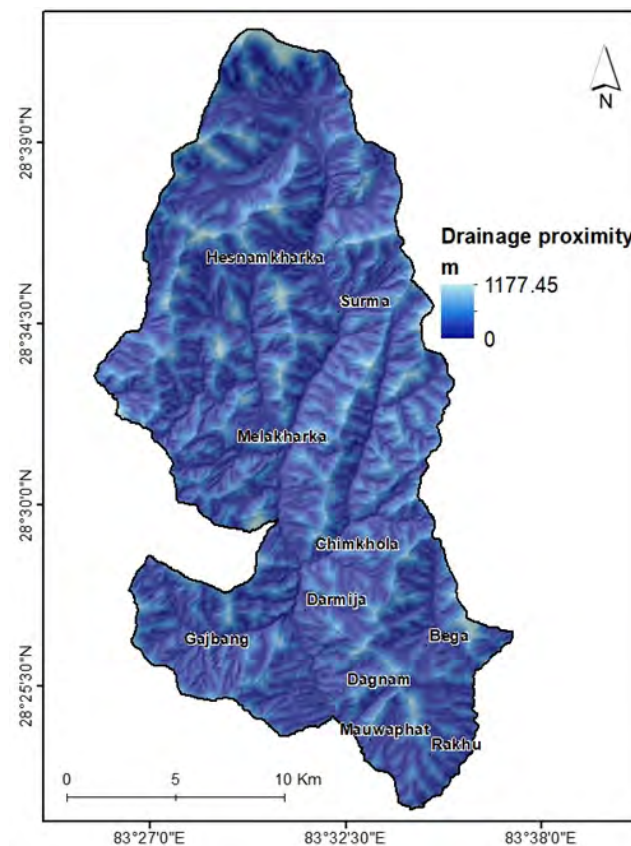 N
28°39'0"N
28°34'30"N
28°30'0"N
28°25'30"N
Drainage proximity
m
1177.45
0
Hesnamkharka
Surma
Melakharka
Chimkhola
Darmija
Gajbang
Bega
Dagnam
Mauwaphat
Rakhu
0 5 10 Km
83°27'0"E 83°32'30"E 83°38'0"E